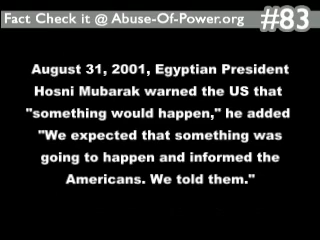 Fact Check it @ Abuse-Of-Power.org #83
August 31, 2001, Egyptian President
Hosni Mubarak warned the US that
"something would happen," he added
"We expected that something was
going to happen and informed the
Americans. We told them."